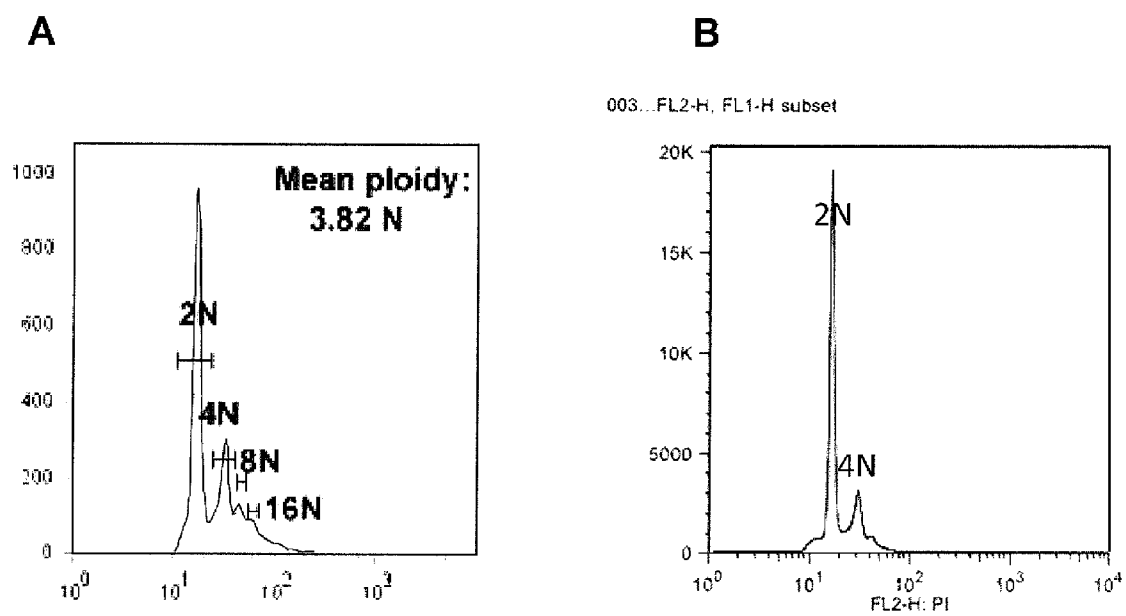 A
B
003...FL2-H, FL1-H subset
Mean ploidy:
3.82 N
1000
800
600
400
200
0
2N
4N
8N
16N
10^0
10^1
10^2
10^3
20K
15K
10K
5000
0
2N
4N
10^0
10^1
10^2
10^3
10^4
FL2-H: PI